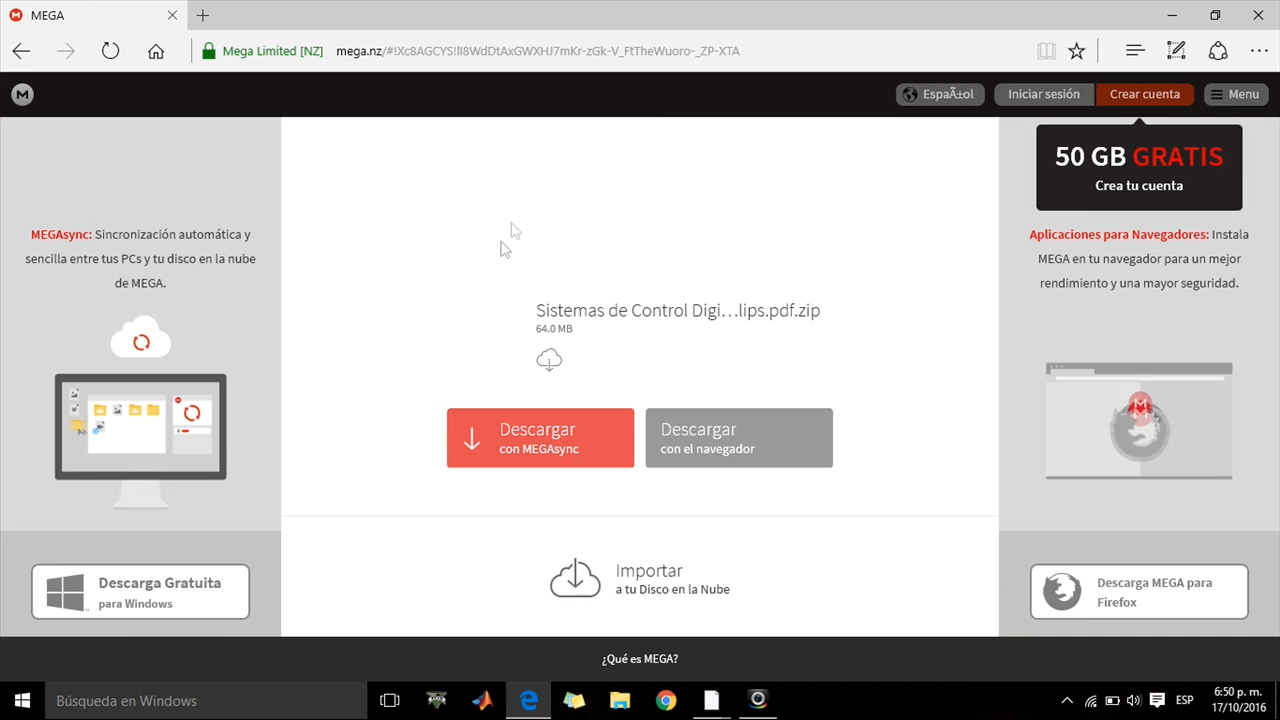 MEGA
Mega Limited [NZ] mega.nz/#!Xc8AGCYS!lI8WdDtAxGWXHJ7mKr-zGk-V_FtTheWuoro-_ZP-XTA
EspaÃ±ol
Iniciar sesión
Crear cuenta
Menu
50 GB GRATIS
Crea tu cuenta
MEGAsync: Sincronización automática y
sencilla entre tus PCs y tu disco en la nube
de MEGA.
Descarga Gratuita
para Windows
Sistemas de Control Digi...lips.pdf.zip
64.0 MB
Descargar
con MEGAsync
Descargar
con el navegador
Importar
a tu Disco en la Nube
Aplicaciones para Navegadores: Instala
MEGA en tu navegador para un mejor
rendimiento y una mayor seguridad.
Descarga MEGA para
Firefox
¿Qué es MEGA?
Búsqueda en Windows
ESP
6:50 p. m.
17/10/2016